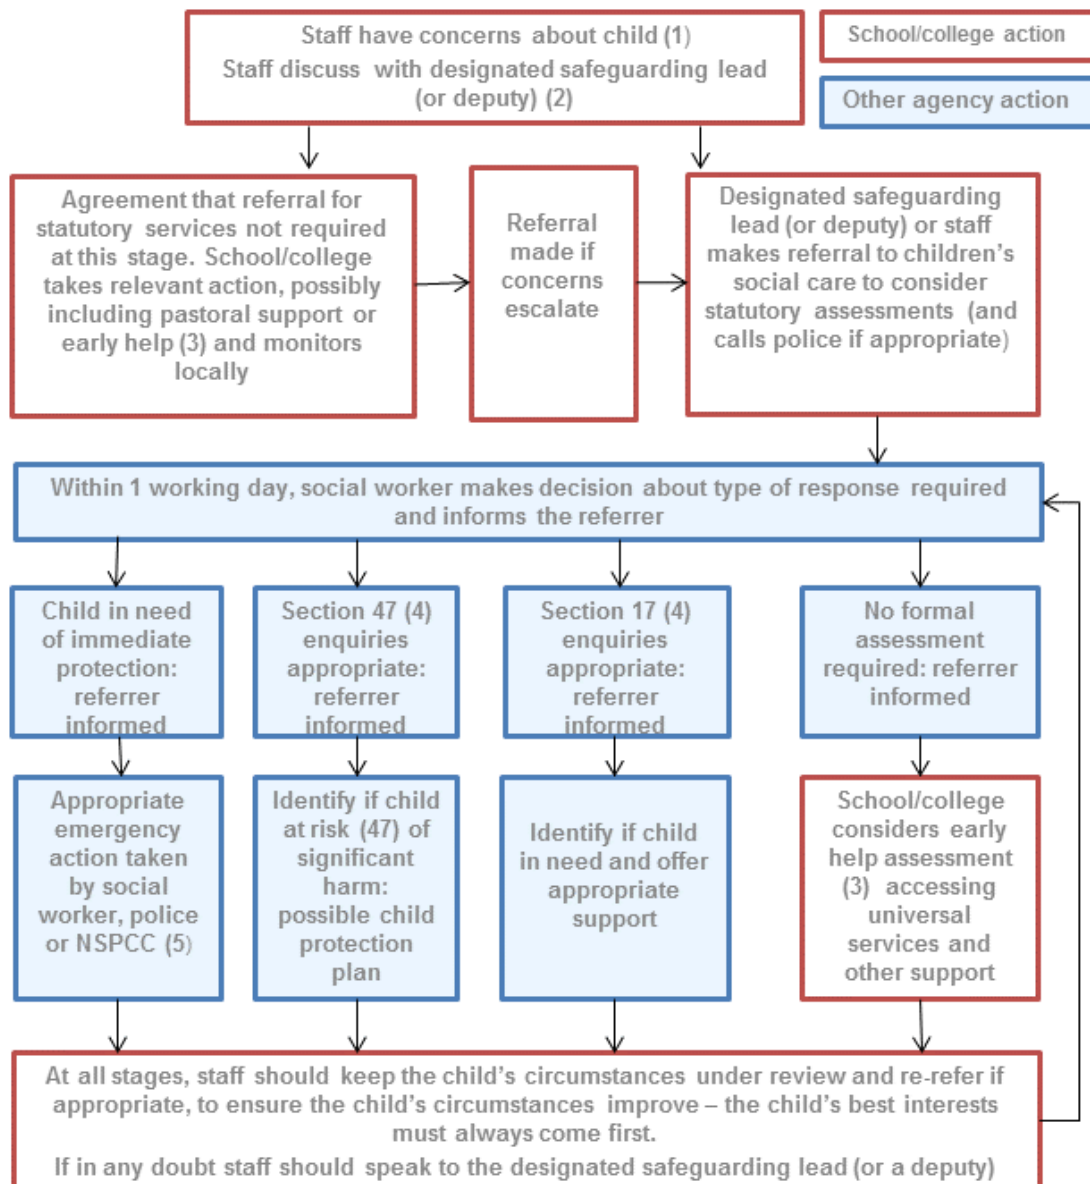 Staff have concerns about child (1)
Staff discuss with designated safeguarding lead
(or deputy) (2)
School/college action
Other agency action
Agreement that referral for
statutory services not required
at this stage. School/college
takes relevant action, possibly
including pastoral support or
early help (3) and monitors
locally
Referral
made if
concerns
escalate
Designated safeguarding
lead (or deputy) or staff
makes referral to children's
social care to consider
statutory assessments (and
calls police if appropriate)
Within 1 working day, social worker makes decision about type of response required
and informs the referrer
Child in need
of immediate
protection:
referrer
informed
Section 47 (4)
enquiries
appropriate:
referrer
informed
Section 17 (4)
enquiries
appropriate:
referrer
informed
No formal
assessment
required: referrer
informed
Appropriate
emergency
action taken
by social
worker, police
or NSPCC (5)
Identify if child
at risk (47) of
significant
harm:
possible child
protection
plan
Identify if child
in need and offer
appropriate
support
School/college
considers early
help assessment
(3) accessing
universal
services and
other support
At all stages, staff should keep the child's circumstances under review and re-refer if
appropriate, to ensure the child's circumstances improve – the child's best interests
must always come first.
If in any doubt staff should speak to the designated safeguarding lead (or a deputy)